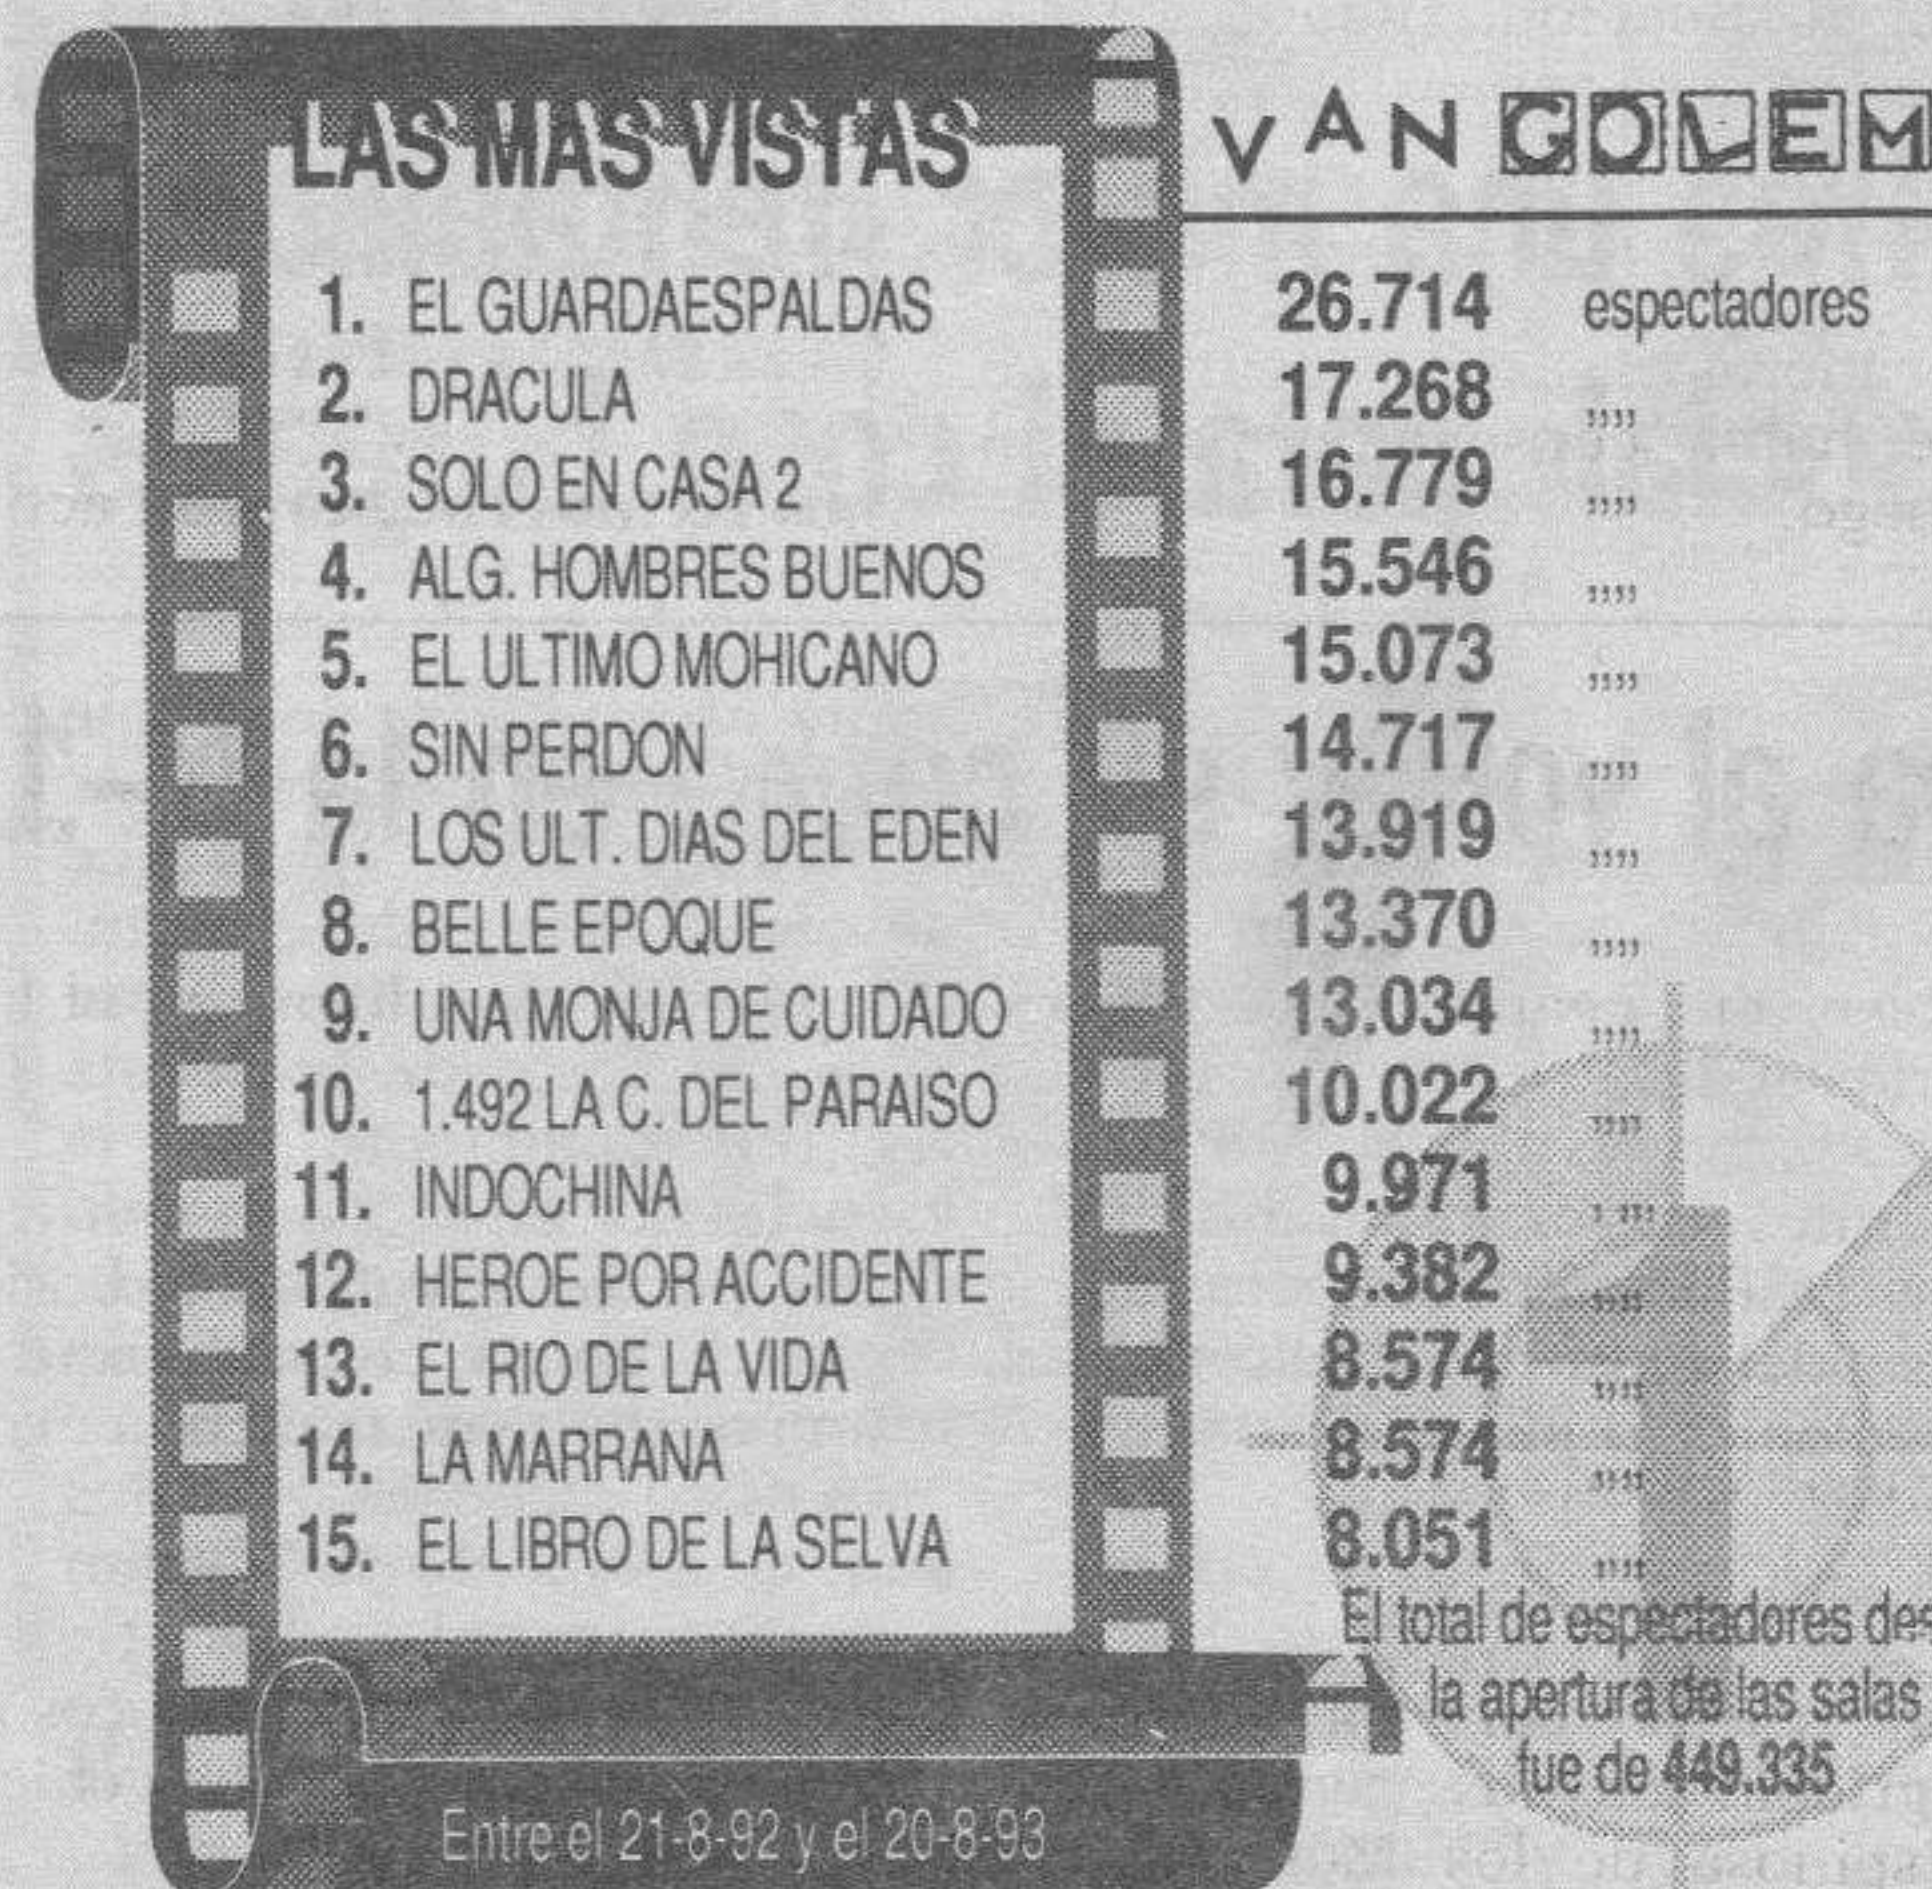 LAS MAS VISTAS
VAN GOLEM
1. EL GUARDAESPALDAS 26.714 espectadores
2. DRACULA 17.268 ,,,,
3. SOLO EN CASA 2 16.779 ,,,,
4. ALG. HOMBRES BUENOS 15.546 ,,,,
5. EL ULTIMO MOHICANO 15.073 ,,,,
6. SIN PERDON 14.717 ,,,,
7. LOS ULT. DIAS DEL EDEN 13.919 ,,,,
8. BELLE EPOQUE 13.370 ,,,,
9. UNA MONJA DE CUIDADO 13.034 ,,,,
10. 1.492 LA C. DEL PARAISO 10.022 ,,,,
11. INDOCHINA 9.971 ,,,,
12. HEROE POR ACCIDENTE 9.382 ,,,,
13. EL RIO DE LA VIDA 8.574 ,,,,
14. LA MARRANA 8.574 ,,,,
15. EL LIBRO DE LA SELVA 8.051 ,,,,
El total de espectadores
la apertura de las salas
fue de 449.335
Entre el 21-8-92 y el 20-8-93